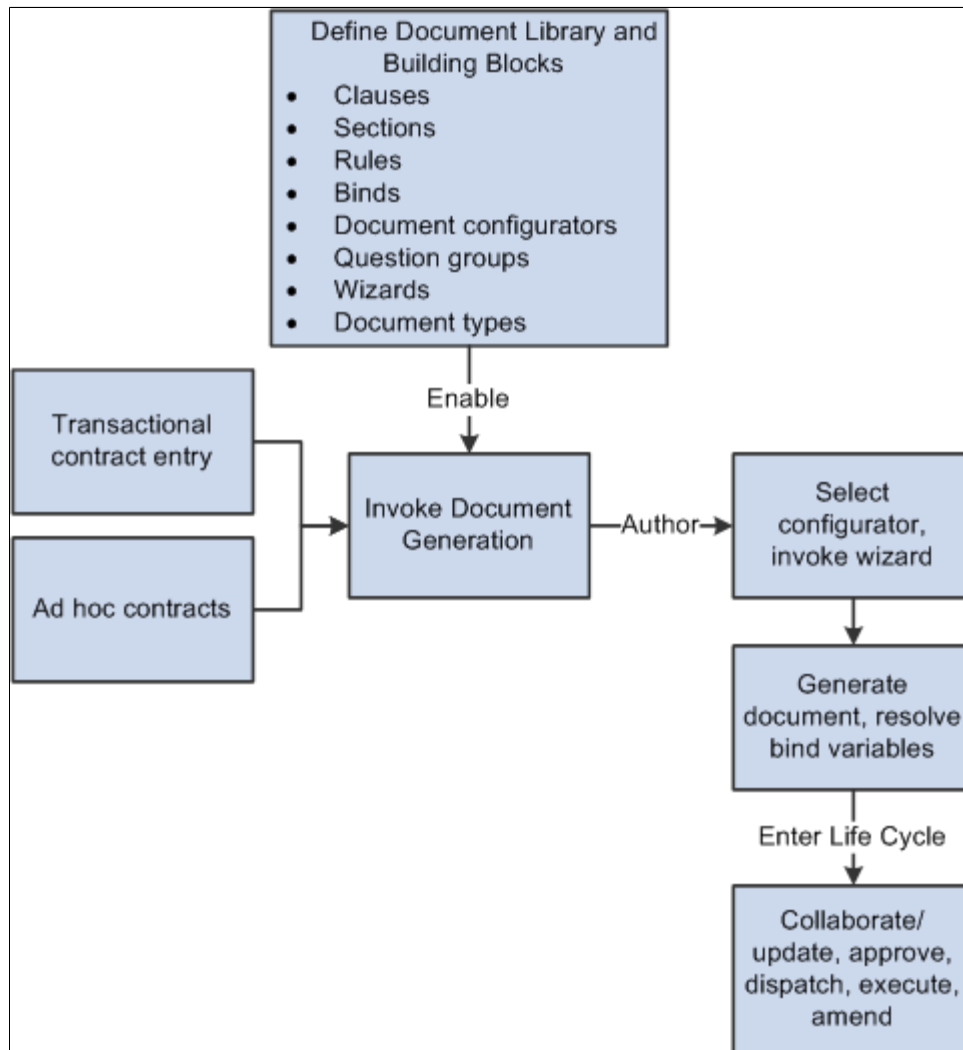 Define Document Library and
Building Blocks
• Clauses
• Sections
• Rules
• Binds
• Document configurators
• Question groups
• Wizards
• Document types
Enable
Transactional
contract entry
Ad hoc contracts
Invoke Document
Generation
Author
Select
configurator,
invoke wizard
Generate
document, resolve
bind variables
Enter Life Cycle
Collaborate/
update, approve,
dispatch, execute,
amend